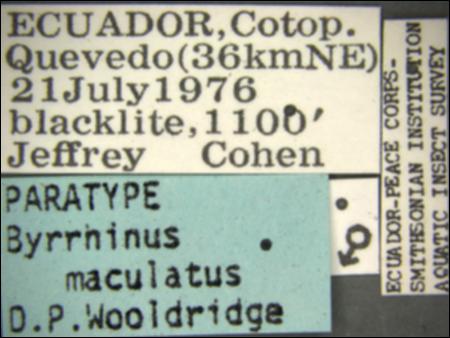 ECUADOR,Cotop.
Quevedo(36kmNE)
21July1976
blacklite,1100'
Jeffrey Cohen
PARATYPE
Byrrhinus
maculatus
D.P.Wooldridge
♂
ECUADOR-PEACE CORPS-
SMITHSONIAN INSTITUTION
AQUATIC INSECT SURVEY